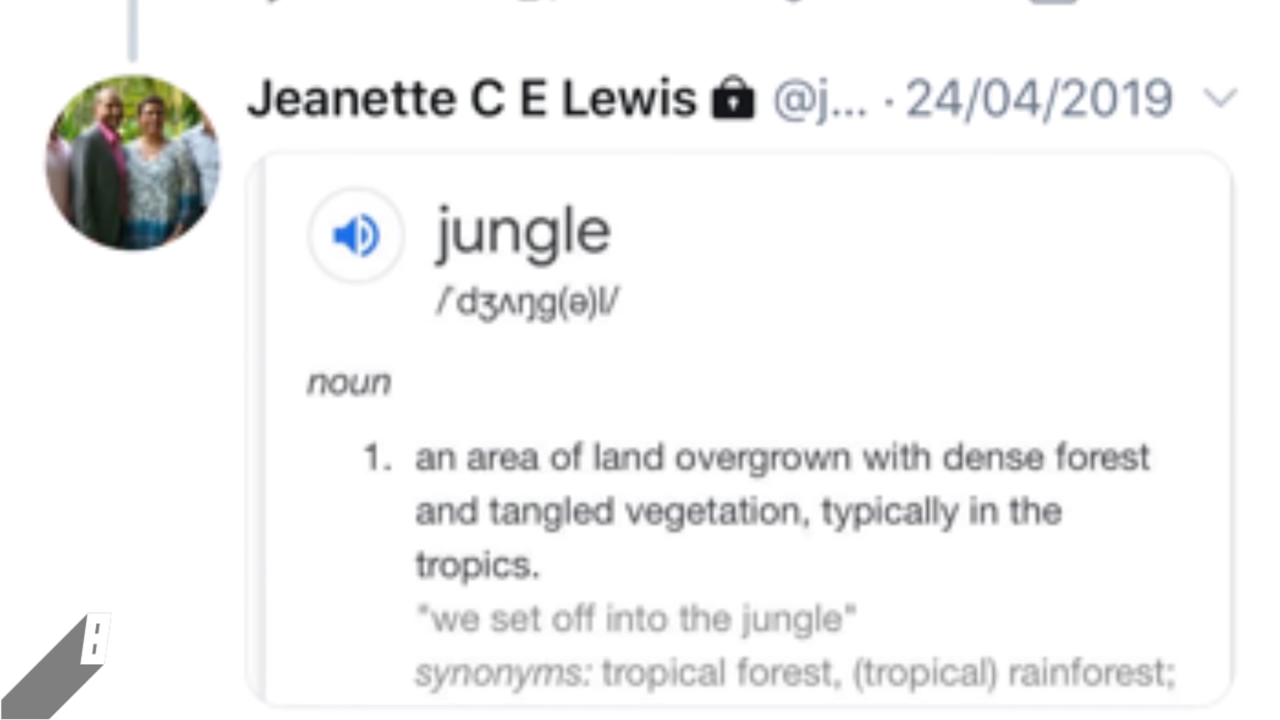 Jeanette C E Lewis @j... · 24/04/2019
jungle
/ˈdʒʌŋɡ(ə)l/
noun
1. an area of land overgrown with dense forest
and tangled vegetation, typically in the
tropics.
"we set off into the jungle"
synonyms: tropical forest, (tropical) rainforest;